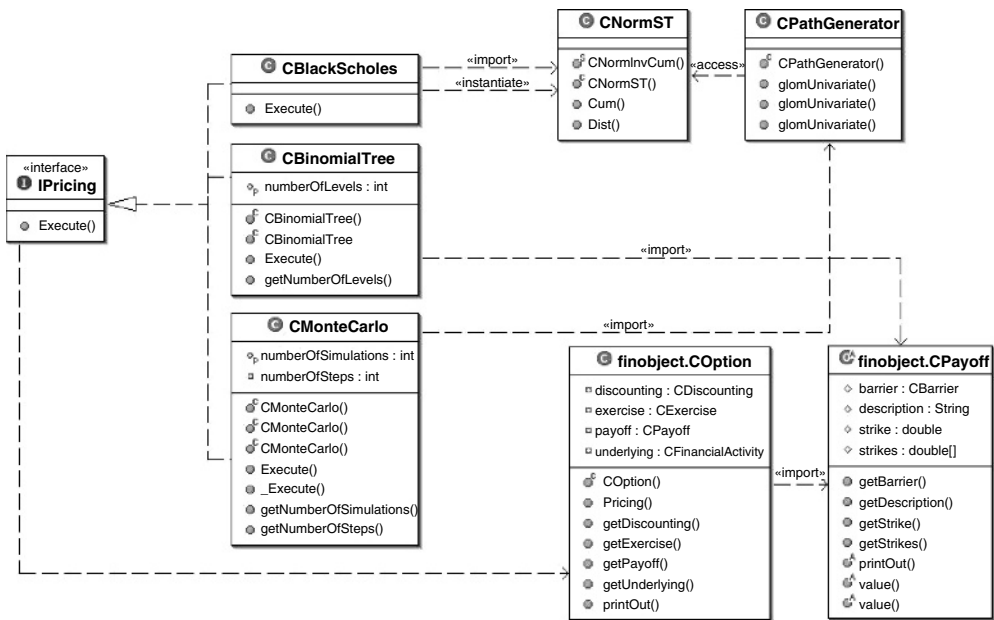 «interface»
IPricing
Execute()
CBlackScholes
Execute()
CBinomialTree
numberOfLevels : int
CBinomialTree()
CBinomialTree
Execute()
getNumberOfLevels()
CMonteCarlo
numberOfSimulations : int
numberOfSteps : int
CMonteCarlo()
CMonteCarlo()
CMonteCarlo()
Execute()
_Execute()
getNumberOfSimulations()
getNumberOfSteps()
«import»
«instantiate»
CNormST
CNormInvCum()
CNormST()
Cum()
Dist()
«access»
CPathGenerator
CPathGenerator()
glomUnivariate()
glomUnivariate()
glomUnivariate()
«import»
«import»
finobject.COption
discounting : CDiscounting
exercise : CExercise
payoff : CPayoff
underlying : CFinancialActivity
COption()
Pricing()
getDiscounting()
getExercise()
getPayoff()
getUnderlying()
printOut()
«import»
finobject.CPayoff
barrier : CBarrier
description : String
strike : double
strikes : double[]
getBarrier()
getDescription()
getStrike()
getStrikes()
printOut()
value()
value()